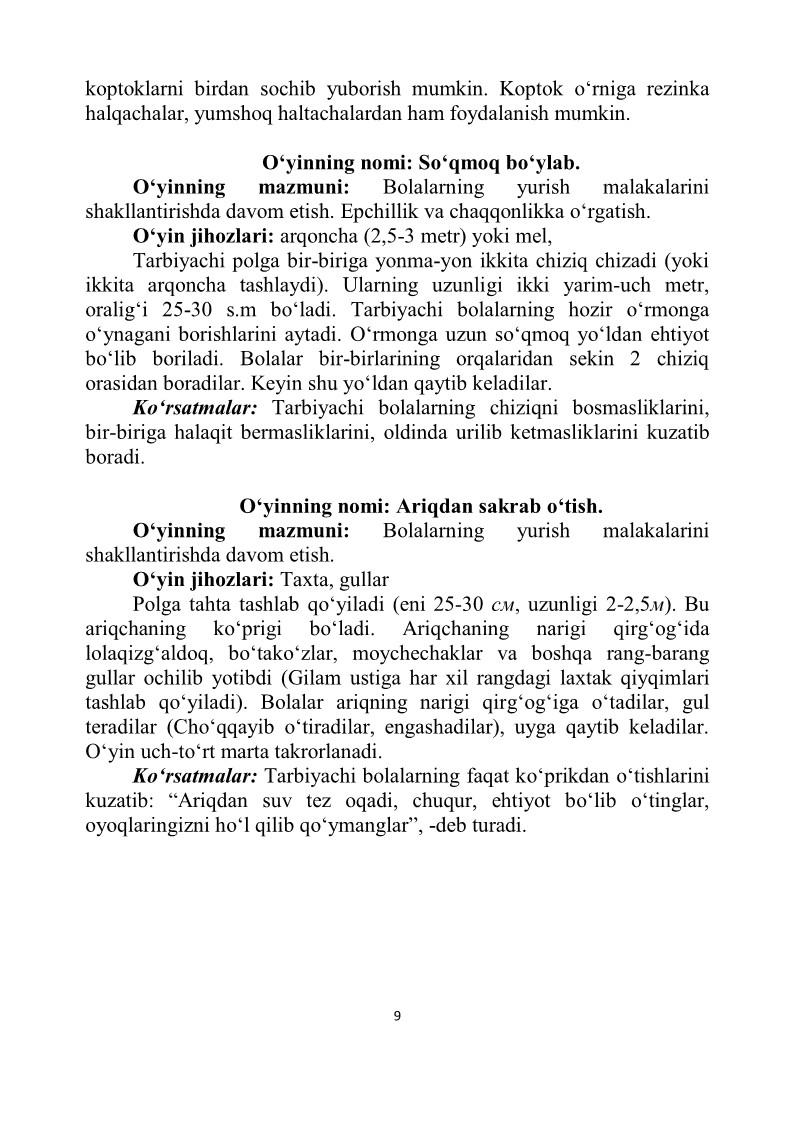 koptoklarni birdan sochib yuborish mumkin. Koptok o‘rniga rezinka
halqachalar, yumshoq haltachalardan ham foydalanish mumkin.
O‘yinning nomi: So‘qmoq bo‘ylab.
O‘yinning mazmuni: Bolalarning yurish malakalarini
shakllantirishda davom etish. Epchillik va chaqqonlikka o‘rgatish.
O‘yin jihozlari: arqoncha (2,5-3 metr) yoki mel,
Tarbiyachi polga bir-biriga yonma-yon ikkita chiziq chizadi (yoki
ikkita arqoncha tashlaydi). Ularning uzunligi ikki yarim-uch metr,
oralig‘i 25-30 s.m bo‘ladi. Tarbiyachi bolalarning hozir o‘rmonga
o‘ynagani borishlarini aytadi. O‘rmonga uzun so‘qmoq yo‘ldan ehtiyot
bo‘lib boriladi. Bolalar bir-birlarining orqalaridan sekin 2 chiziq
orasidan boradilar. Keyin shu yo‘ldan qaytib keladilar.
Ko‘rsatmalar: Tarbiyachi bolalarning chiziqni bosmasliklarini,
bir-biriga halaqit bermasliklarini, oldinda urilib ketmasliklarini kuzatib
boradi.
O‘yinning nomi: Ariqdan sakrab o‘tish.
O‘yinning mazmuni: Bolalarning yurish malakalarini
shakllantirishda davom etish.
O‘yin jihozlari: Taxta, gullar
Polga tahta tashlab qo‘yiladi (eni 25-30 см, uzunligi 2-2,5м). Bu
ariqchaning ko‘prigi bo‘ladi. Ariqchaning narigi qirg‘og‘ida
lolaqizg‘aldoq, bo‘tako‘zlar, moychechaklar va boshqa rang-barang
gullar ochilib yotibdi (Gilam ustiga har xil rangdagi laxtak qiyqimlari
tashlab qo‘yiladi). Bolalar ariqning narigi qirg‘og‘iga o‘tadilar, gul
teradilar (Cho‘qqayib o‘tiradilar, engashadilar), uyga qaytib keladilar.
O‘yin uch-to‘rt marta takrorlanadi.
Ko‘rsatmalar: Tarbiyachi bolalarning faqat ko‘prikdan o‘tishlarini
kuzatib: “Ariqdan suv tez oqadi, chuqur, ehtiyot bo‘lib o‘tinglar,
oyoqlaringizni ho‘l qilib qo‘ymanglar”, -deb turadi.
9